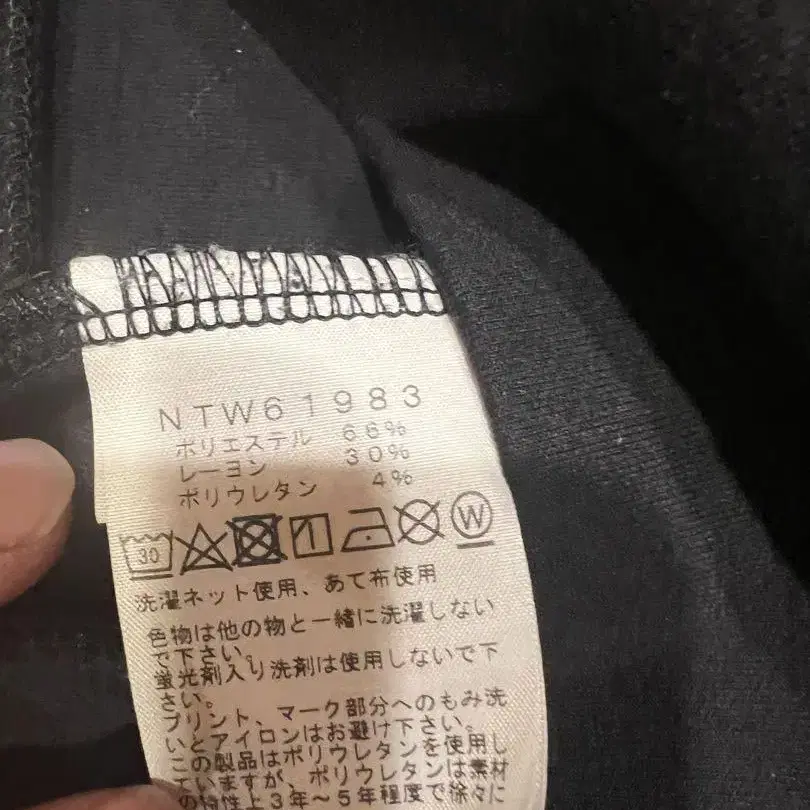 NTW61983
ポリエステル 66%
レーヨン 30%
ポリウレタン 4%
30 W
洗濯ネット使用、あて布使用
色物は他の物と一緒に洗濯しない
で下さい。
蛍光剤入り洗剤は使用しないで下
さい。
プリント、マーク部分へのもみ洗
いとアイロンはお避け下さい。
この製品はポリウレタンを使用し
ていますが、ポリウレタンは素材
の特性上3年〜5年程度で徐々に